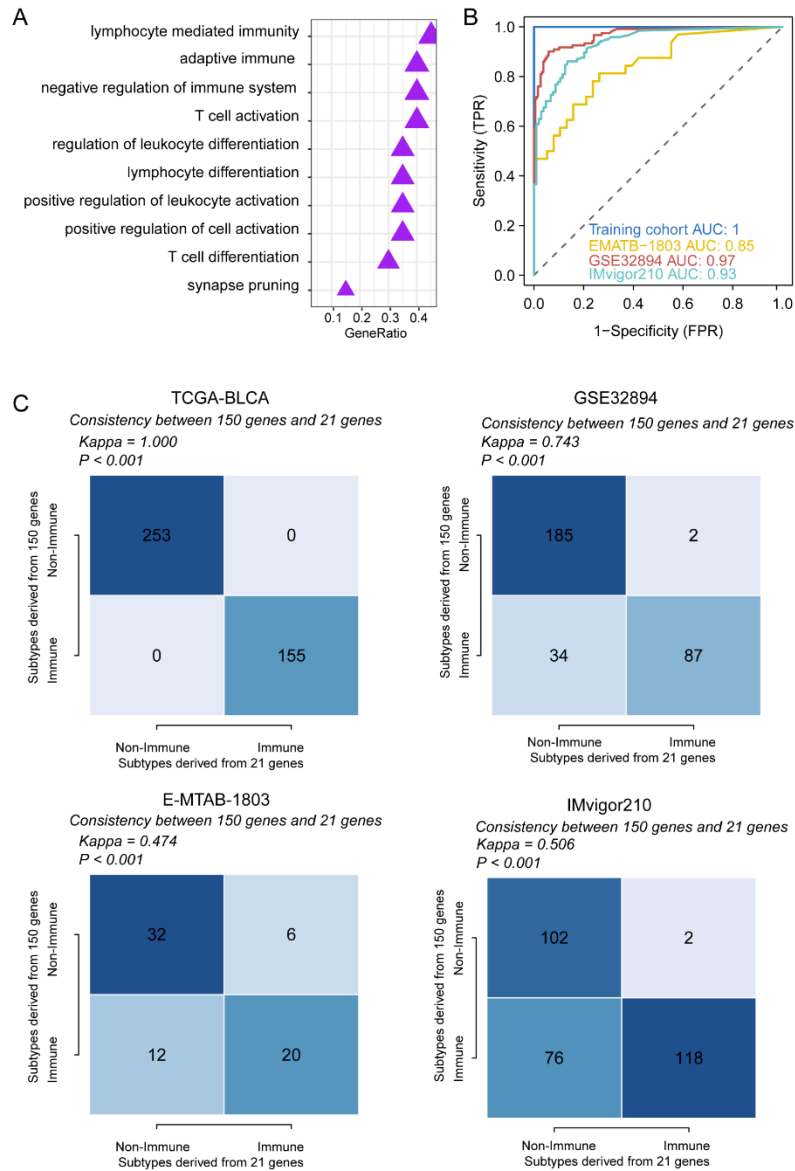 A
lymphocyte mediated immunity
adaptive immune
negative regulation of immune system
T cell activation
regulation of leukocyte differentiation
lymphocyte differentiation
positive regulation of leukocyte activation
positive regulation of cell activation
T cell differentiation
synapse pruning
0.1 0.2 0.3 0.4
GeneRatio
B
Sensitivity (TPR)
1.0
0.8
0.6
0.4
0.2
0.0
Training cohort AUC: 1
EMATB-1803 AUC: 0.85
GSE32894 AUC: 0.97
IMvigor210 AUC: 0.93
0.0 0.2 0.4 0.6 0.8 1.0
1-Specificity (FPR)
C
TCGA-BLCA
Consistency between 150 genes and 21 genes
Kappa = 1.000
P < 0.001
Subtypes derived from 150 genes
Non-Immune
Immune
253 0
0 155
Non-Immune Immune
Subtypes derived from 21 genes
GSE32894
Consistency between 150 genes and 21 genes
Kappa = 0.743
P < 0.001
Subtypes derived from 150 genes
Non-Immune
Immune
185 2
34 87
Non-Immune Immune
Subtypes derived from 21 genes
E-MTAB-1803
Consistency between 150 genes and 21 genes
Kappa = 0.474
P < 0.001
Subtypes derived from 150 genes
Non-Immune
Immune
32 6
12 20
Non-Immune Immune
Subtypes derived from 21 genes
IMvigor210
Consistency between 150 genes and 21 genes
Kappa = 0.506
P < 0.001
Subtypes derived from 150 genes
Non-Immune
Immune
102 2
76 118
Non-Immune Immune
Subtypes derived from 21 genes